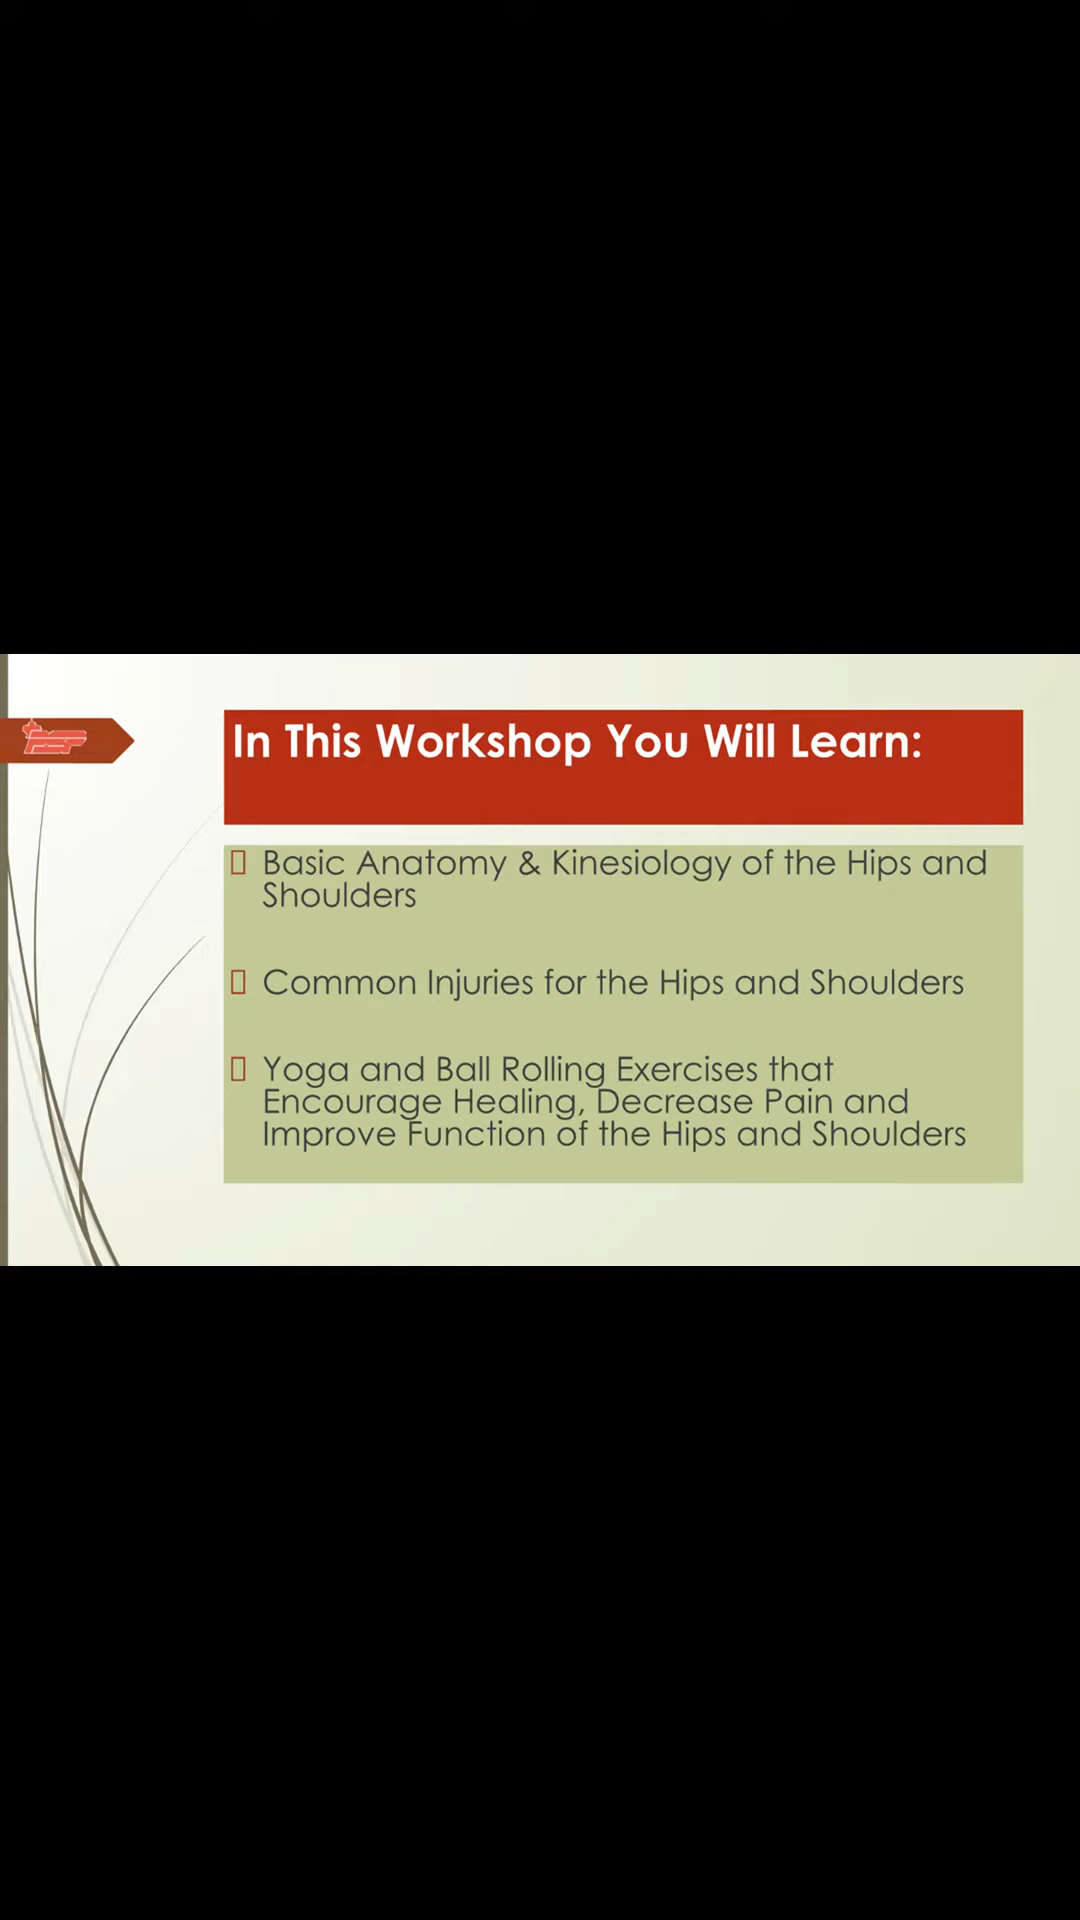 In This Workshop You Will Learn:
Basic Anatomy & Kinesiology of the Hips and
Shoulders
Common Injuries for the Hips and Shoulders
Yoga and Ball Rolling Exercises that
Encourage Healing, Decrease Pain and
Improve Function of the Hips and Shoulders